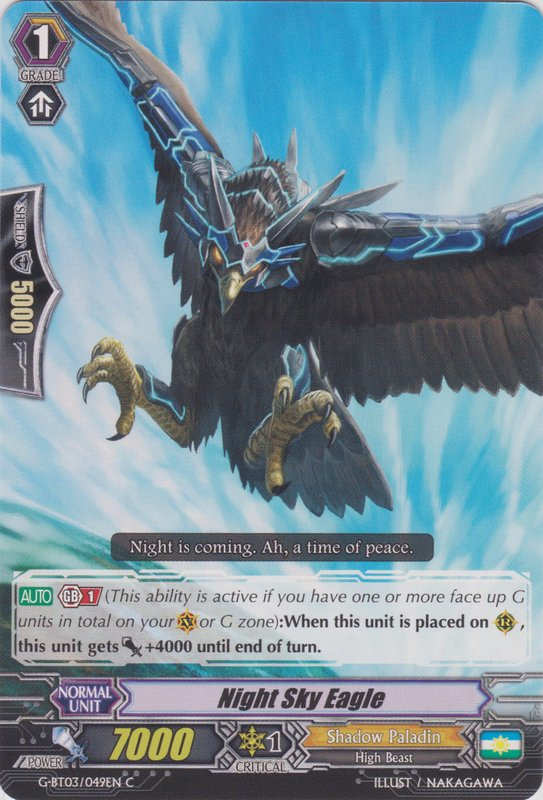 1
GRADE
SHIELD
5000
Night is coming. Ah, a time of peace.
AUTO GB 1 (This ability is active if you have one or more face up G
units in total on your V or G zone):When this unit is placed on R,
this unit gets +4000 until end of turn.
NORMAL
UNIT
Night Sky Eagle
POWER
7000
1
CRITICAL
Shadow Paladin
High Beast
G-BT03/049EN C
ILLUST / NAKAGAWA